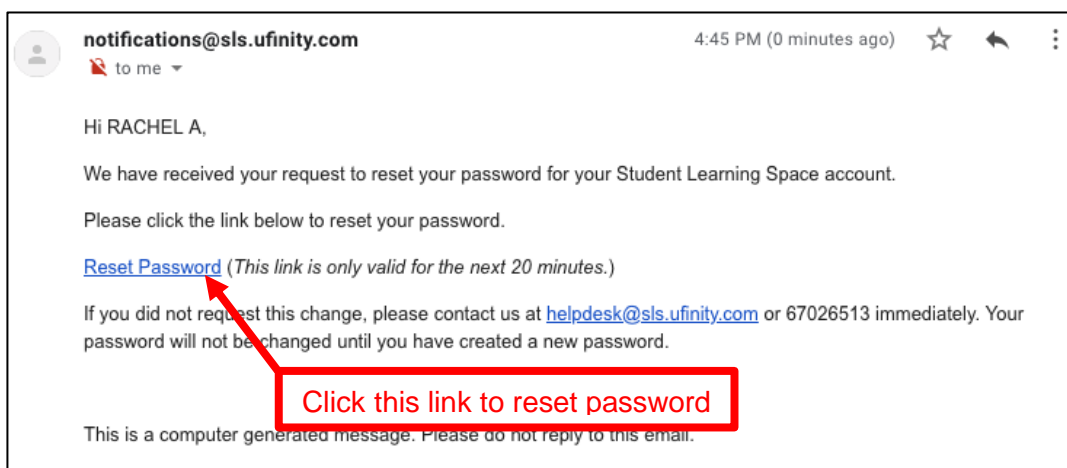 notifications@sls.ufinity.com 4:45 PM (0 minutes ago)
to me
Hi RACHEL A,
We have received your request to reset your password for your Student Learning Space account.
Please click the link below to reset your password.
Reset Password (This link is only valid for the next 20 minutes.)
If you did not request this change, please contact us at helpdesk@sls.ufinity.com or 67026513 immediately. Your
password will not be changed until you have created a new password.
Click this link to reset password
This is a computer generated message. Please do not reply to this email.